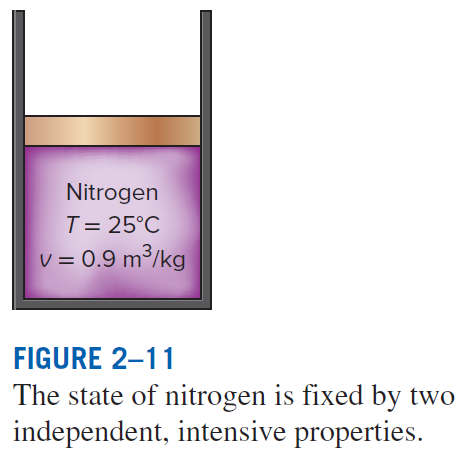 Nitrogen
T = 25°C
v = 0.9 m³/kg
FIGURE 2–11
The state of nitrogen is fixed by two
independent, intensive properties.